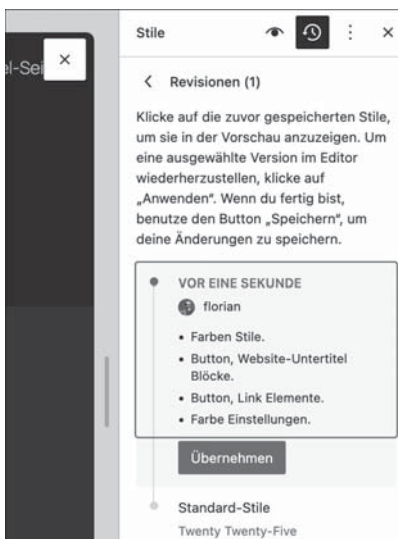 Stile
el-Sei
Revisionen (1)
Klicke auf die zuvor gespeicherten Stile,
um sie in der Vorschau anzuzeigen. Um
eine ausgewählte Version im Editor
wiederherzustellen, klicke auf
„Anwenden“. Wenn du fertig bist,
benutze den Button „Speichern“, um
deine Änderungen zu speichern.
VOR EINE SEKUNDE
florian
• Farben Stile.
• Button, Website-Untertitel
Blöcke.
• Button, Link Elemente.
• Farbe Einstellungen.
Übernehmen
Standard-Stile
Twenty Twenty-Five